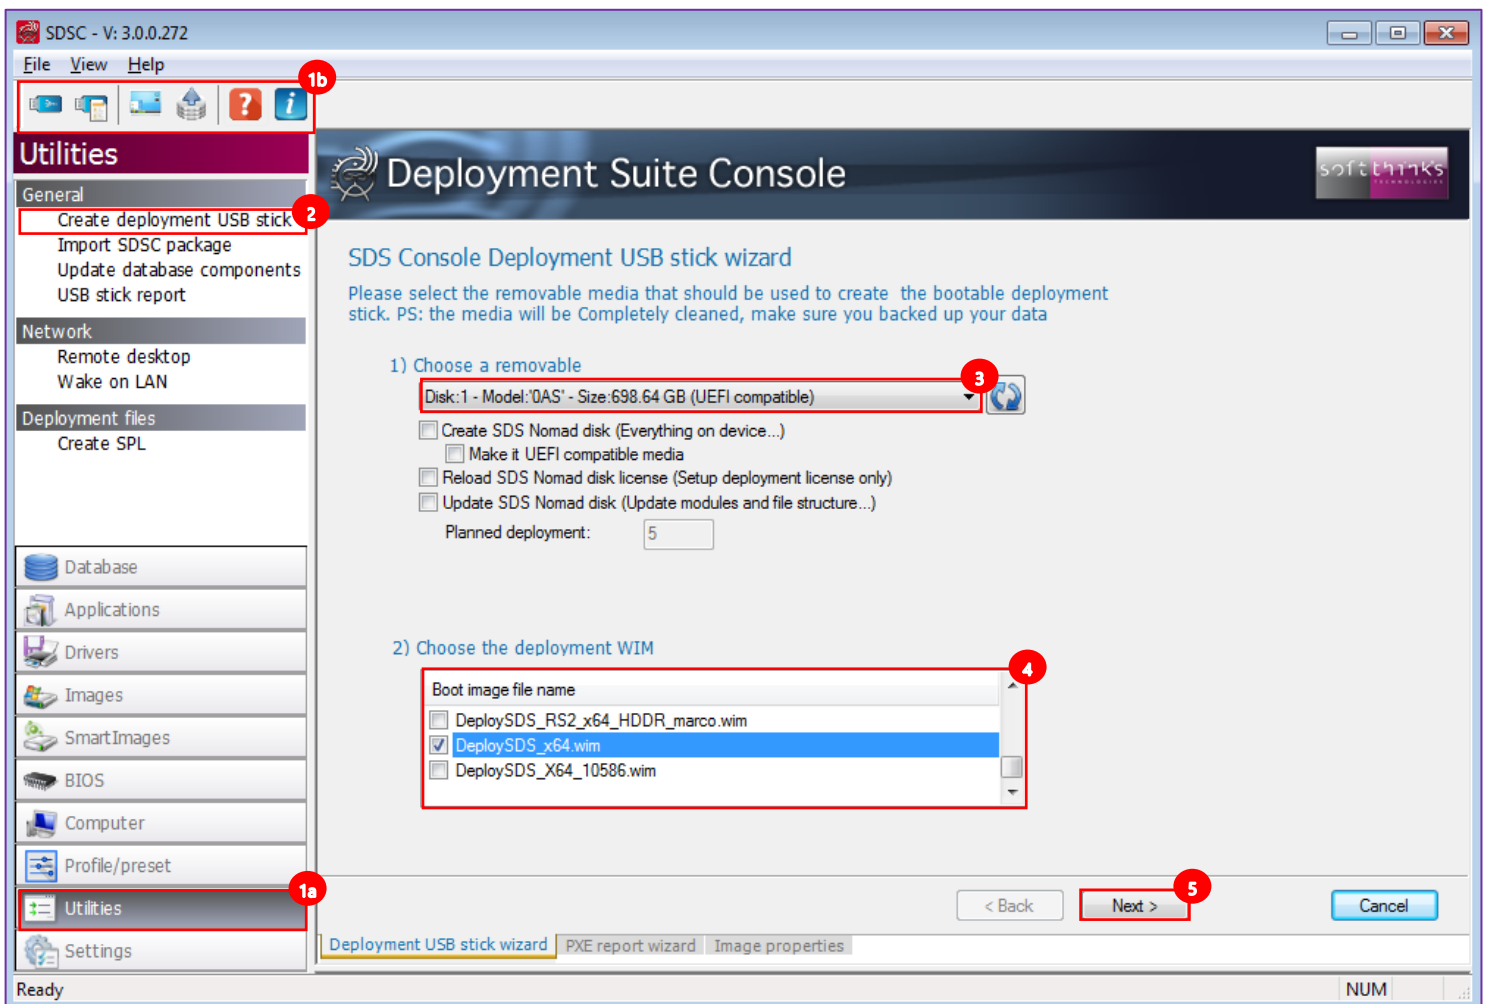 SDSC - V: 3.0.0.272
File View Help
1b
?
i
Utilities
General
Create deployment USB stick
2
Import SDSC package
Update database components
USB stick report
Network
Remote desktop
Wake on LAN
Deployment files
Create SPL
Database
Applications
Drivers
Images
SmartImages
BIOS
Computer
Profile/preset
1a
Utilities
Settings
Deployment Suite Console
softthinks
TECHNOLOGIES
SDS Console Deployment USB stick wizard
Please select the removable media that should be used to create the bootable deployment
stick. PS: the media will be Completely cleaned, make sure you backed up your data
1) Choose a removable
3
Disk:1 - Model:'0AS' - Size:698.64 GB (UEFI compatible)
Create SDS Nomad disk (Everything on device...)
Make it UEFI compatible media
Reload SDS Nomad disk license (Setup deployment license only)
Update SDS Nomad disk (Update modules and file structure...)
Planned deployment: 5
2) Choose the deployment WIM
4
Boot image file name
DeploySDS_RS2_x64_HDDR_marco.wim
DeploySDS_x64.wim
DeploySDS_X64_10586.wim
5
< Back Next > Cancel
Deployment USB stick wizard PXE report wizard Image properties
Ready NUM